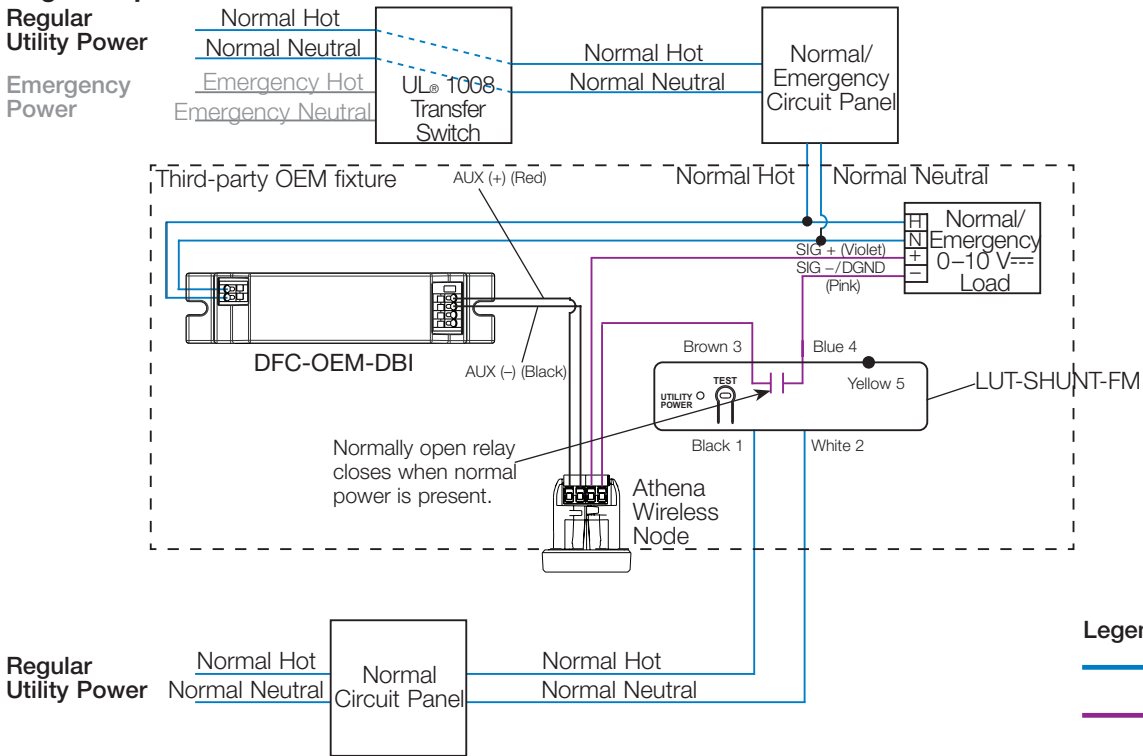 Regular
Utility Power
Normal Hot
Normal Neutral
Emergency
Power
Emergency Hot
Emergency Neutral
UL® 1008
Transfer
Switch
Normal Hot
Normal Neutral
Normal/
Emergency
Circuit Panel
Third-party OEM fixture
AUX (+) (Red)
Normal Hot
Normal Neutral
H
N
+
−
Normal/
Emergency
0–10 V⎓
Load
SIG + (Violet)
SIG −/DGND
(Pink)
DFC-OEM-DBI
AUX (–) (Black)
Brown 3
Blue 4
Yellow 5
LUT-SHUNT-FM
UTILITY
POWER
TEST
Black 1
White 2
Normally open relay
closes when normal
power is present.
Athena
Wireless
Node
Regular
Utility Power
Normal Hot
Normal Neutral
Normal
Circuit Panel
Normal Hot
Normal Neutral
Legen